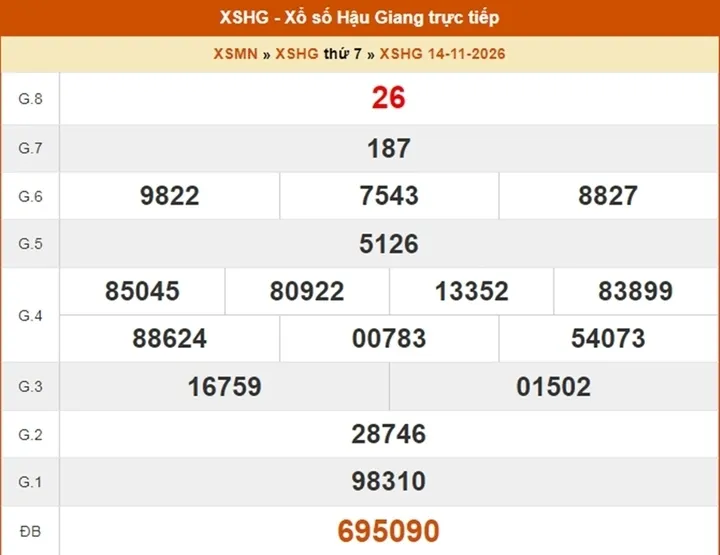 XSHG - Xổ số Hậu Giang trực tiếp
XSMN » XSHG thứ 7 » XSHG 14-11-2026
G.8 26
G.7 187
G.6 9822 7543 8827
G.5 5126
G.4 85045 80922 13352 83899
88624 00783 54073
G.3 16759 01502
G.2 28746
G.1 98310
ĐB 695090